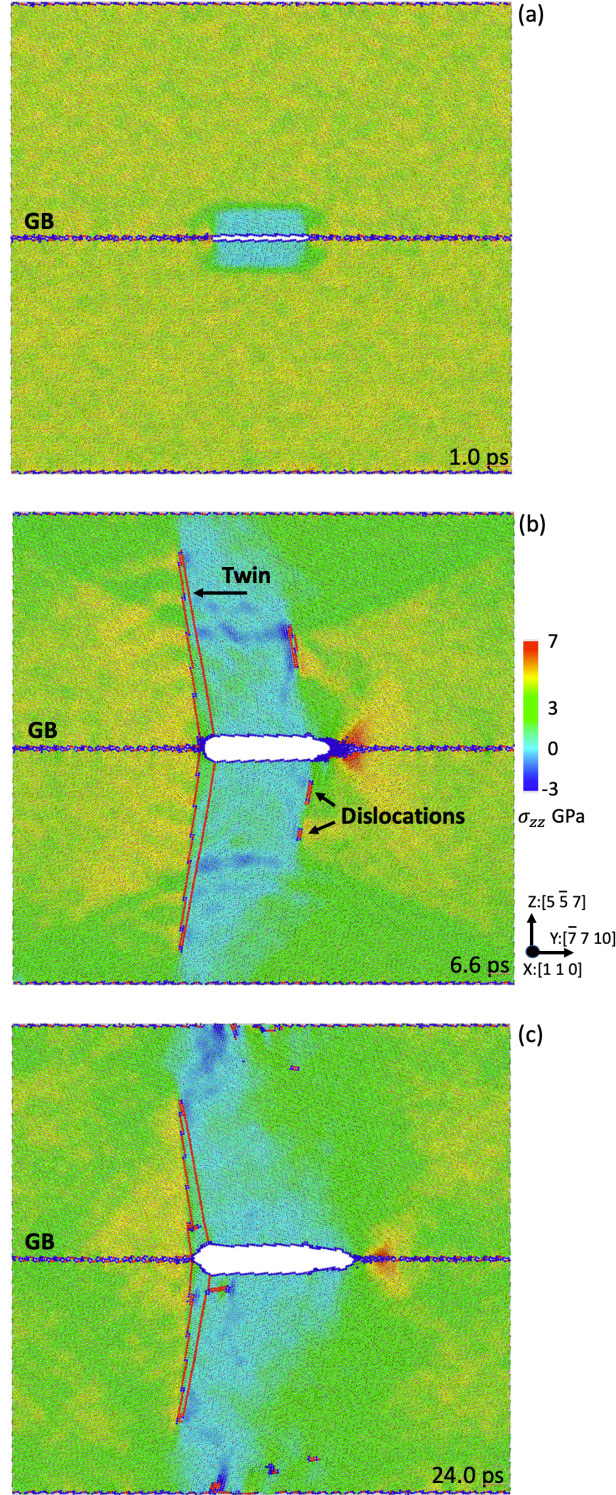 (a)
GB
1.0 ps
(b)
Twin
GB
Dislocations
6.6 ps
7
3
0
-3
σzz GPa
Z:[5 5̅ 7]
Y:[7̅ 7 10]
X:[1 1 0]
(c)
GB
24.0 ps